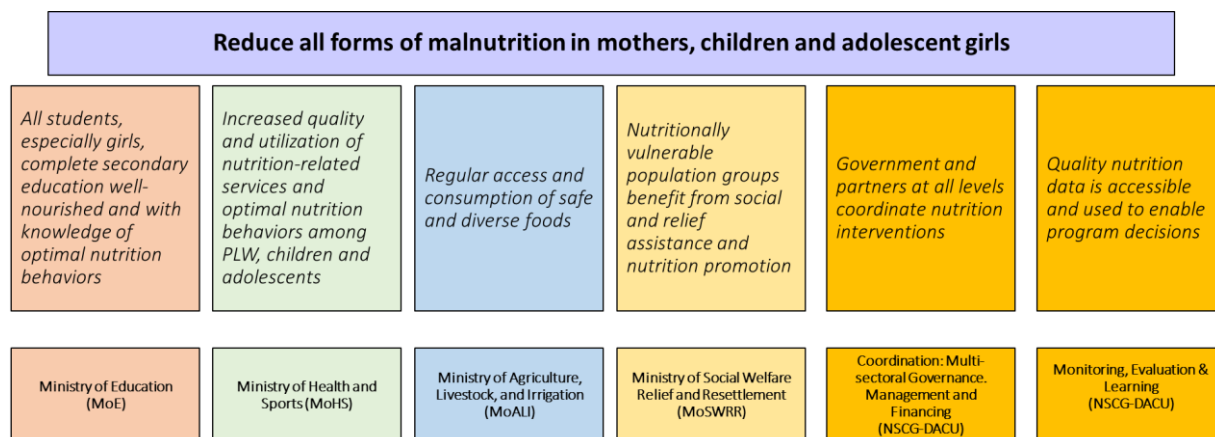 Reduce all forms of malnutrition in mothers, children and adolescent girls
All students,
especially girls,
complete secondary
education well-
nourished and with
knowledge of
optimal nutrition
behaviors
Increased quality
and utilization of
nutrition-related
services and
optimal nutrition
behaviors among
PLW, children and
adolescents
Regular access and
consumption of safe
and diverse foods
Nutritionally
vulnerable
population groups
benefit from social
and relief
assistance and
nutrition promotion
Government and
partners at all levels
coordinate nutrition
interventions
Quality nutrition
data is accessible
and used to enable
program decisions
Ministry of Education
(MoE)
Ministry of Health and
Sports (MoHS)
Ministry of Agriculture,
Livestock, and Irrigation
(MoALI)
Ministry of Social Welfare
Relief and Resettlement
(MoSWRR)
Coordination: Multi-
sectoral Governance.
Management and
Financing
(NSCG-DACU)
Monitoring, Evaluation &
Learning
(NSCG-DACU)